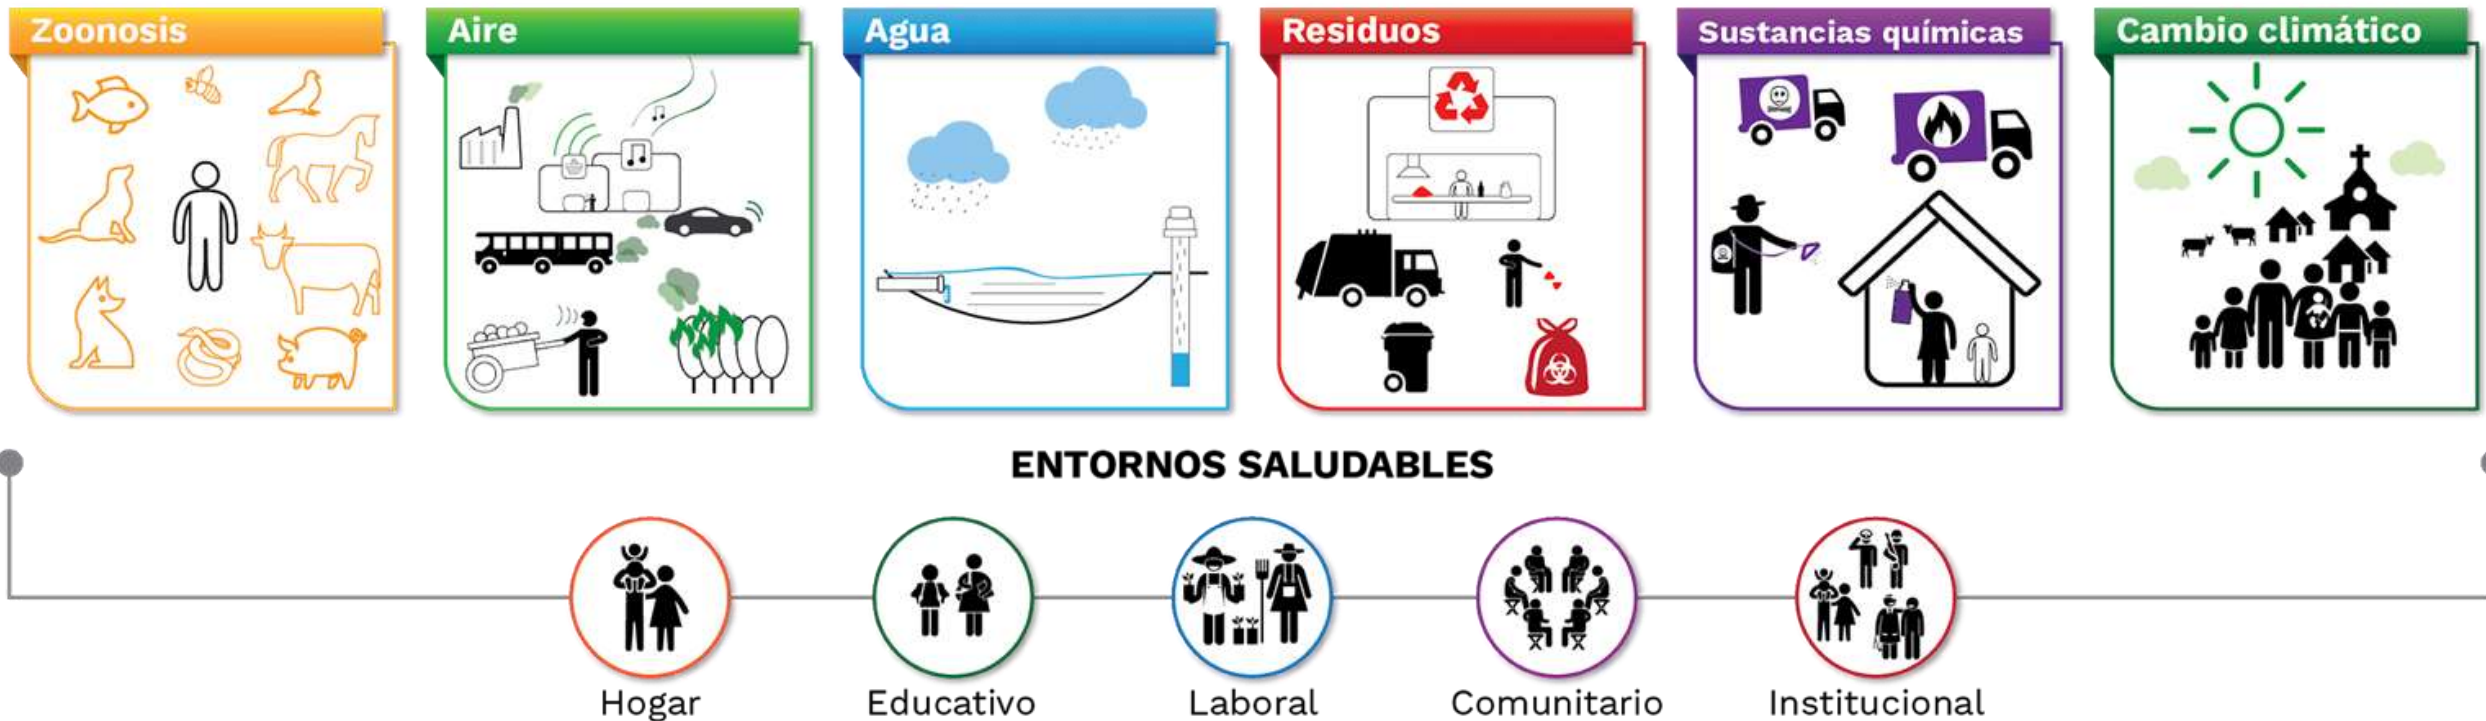 Zoonosis
Aire
Agua
Residuos
Sustancias químicas
Cambio climático
ENTORNOS SALUDABLES
Hogar
Educativo
Laboral
Comunitario
Institucional